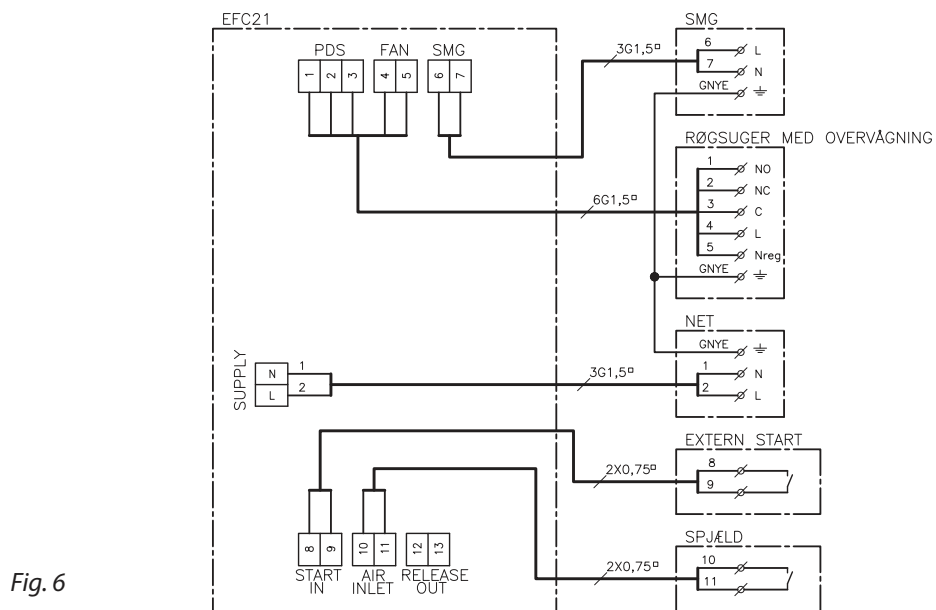 EFC21
SMG
PDS FAN SMG
1 2 3 4 5 6 7
3G1,5▫
6 L
7 N
GNYE
RØGSUGER MED OVERVÅGNING
1 NO
2 NC
6G1,5▫
3 C
4 L
5 Nreg
GNYE
NET
GNYE
SUPPLY
N 1
L 2
3G1,5▫
1 N
2 L
EXTERN START
2X0,75▫
8
9
8 9 10 11 12 13
START IN
AIR INLET
RELEASE OUT
SPJÆLD
2X0,75▫
10
11
Fig. 6